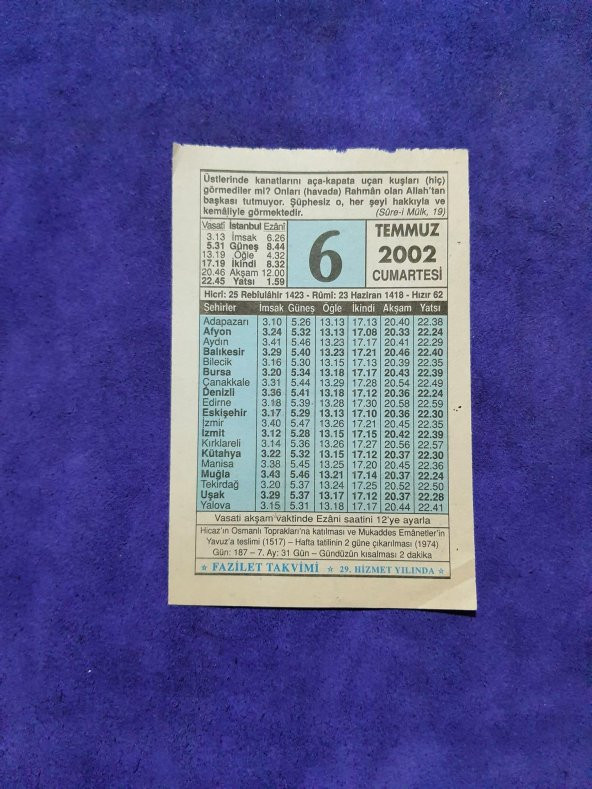 Üstlerinde kanatlarını aça-kapata uçan kuşları (hiç)
görmediler mi? Onları (havada) Rahmân olan Allah'tan
başkası tutmuyor. Şüphesiz o, her şeyi hakkıyla ve
kemâliyle görmektedir. (Sûre-i Mülk, 19)
Vasatî İstanbul Ezânî
3.13 İmsak 6.26
5.31 Güneş 8.44
13.19 Öğle 4.32
17.19 İkindi 8.32
20.46 Akşam 12.00
22.45 Yatsı 1.59
6
TEMMUZ
2002
CUMARTESİ
Hicrî: 25 Rebîulâhir 1423 - Rûmî: 23 Haziran 1418 - Hızır 62
Şehirler İmsak Güneş Öğle İkindi Akşam Yatsı
Adapazarı 3.10 5.26 13.13 17.13 20.40 22.38
Afyon 3.24 5.32 13.13 17.08 20.33 22.24
Aydın 3.41 5.46 13.23 17.17 20.41 22.29
Balıkesir 3.29 5.40 13.23 17.21 20.46 22.40
Bilecik 3.16 5.30 13.15 13.13 20.39 22.35
Bursa 3.20 5.34 13.18 17.17 20.43 22.39
Çanakkale 3.31 5.44 13.29 17.28 20.54 22.49
Denizli 3.36 5.41 13.18 17.12 20.36 22.24
Edirne 3.18 5.39 13.28 17.30 20.58 22.59
Eskişehir 3.17 5.29 13.13 17.10 20.36 22.30
İzmir 3.40 5.47 13.26 17.21 20.45 22.35
İzmit 3.12 5.28 13.15 17.15 20.42 22.39
Kırklareli 3.14 5.36 13.26 17.27 20.56 22.57
Kütahya 3.22 5.32 13.15 17.12 20.37 22.30
Manisa 3.38 5.45 13.25 17.20 20.45 22.36
Muğla 3.43 5.46 13.21 17.14 20.37 22.24
Tekirdağ 3.20 5.37 13.24 17.25 20.52 22.50
Uşak 3.29 5.37 13.17 17.12 20.37 22.28
Yalova 3.15 5.31 13.18 17.17 20.44 22.41
Vasati akşam vaktinde Ezânî saatini 12'ye ayarla
Hicaz'ın Osmanlı Toprakları'na katılması ve Mukaddes Emânetler'in
Yavuz'a teslimi (1517) – Hafta tatilinin 2 güne çıkarılması (1974)
Gün: 187 – 7. Ay: 31 Gün – Gündüzün kısalması 2 dakika
★ FAZİLET TAKVİMİ ★ 29. HİZMET YILINDA ★